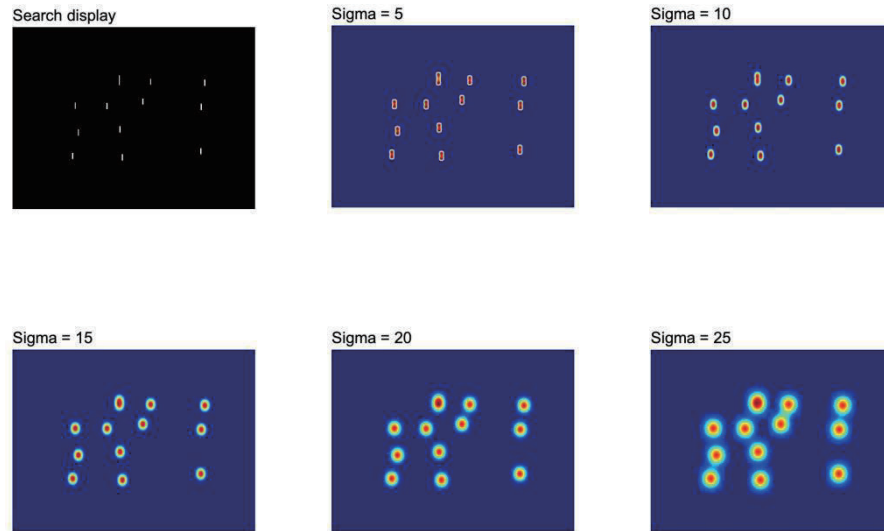 Search display
Sigma = 5
Sigma = 10
Sigma = 15
Sigma = 20
Sigma = 25